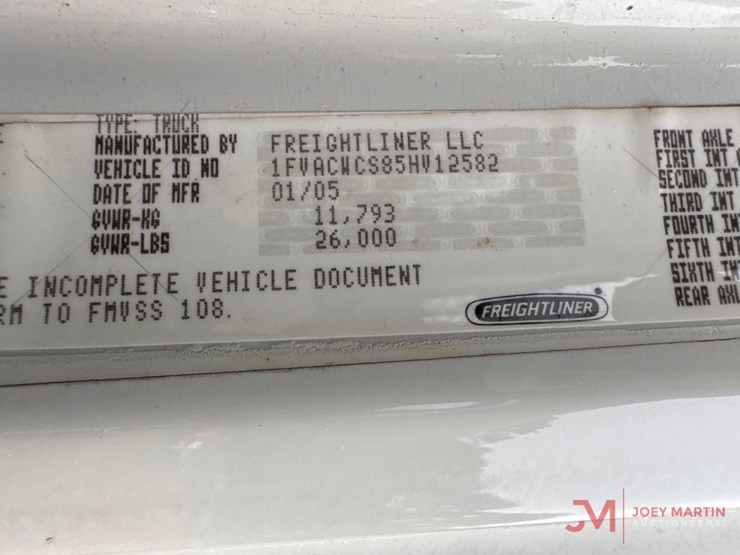 TYPE: TRUCK
MANUFACTURED BY FREIGHTLINER LLC
VEHICLE ID NO 1FVACWCS85HV12582
DATE OF MFR 01/05
GVWR-KG 11,793
GVWR-LBS 26,000
E INCOMPLETE VEHICLE DOCUMENT
RM TO FMVSS 108.
FREIGHTLINER
FRONT AXLE
FIRST INT
SECOND INT
THIRD INT
FOURTH INT
FIFTH INT
SIXTH INT
REAR AXL
JM JOEY MARTIN
AUCTIONEERS